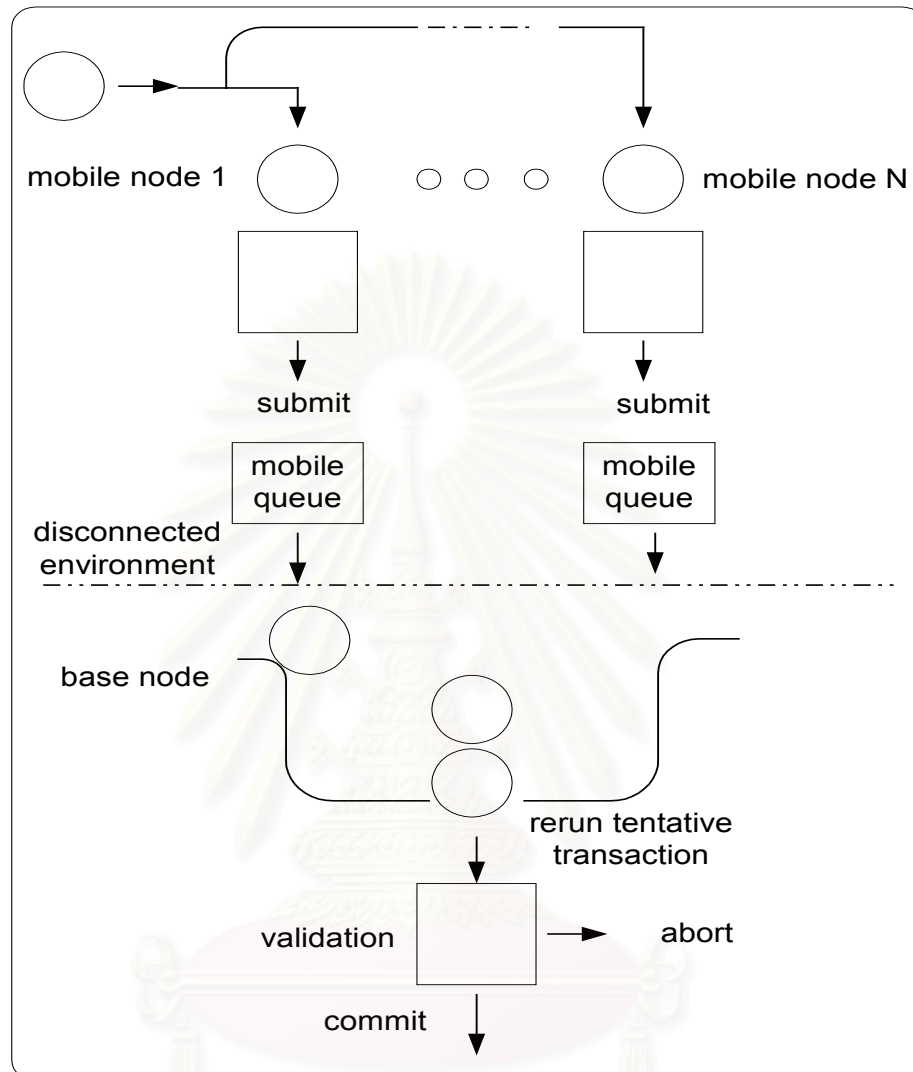 mobile node 1
mobile node N
submit
submit
mobile
queue
mobile
queue
disconnected
environment
base node
rerun tentative
transaction
validation
abort
commit